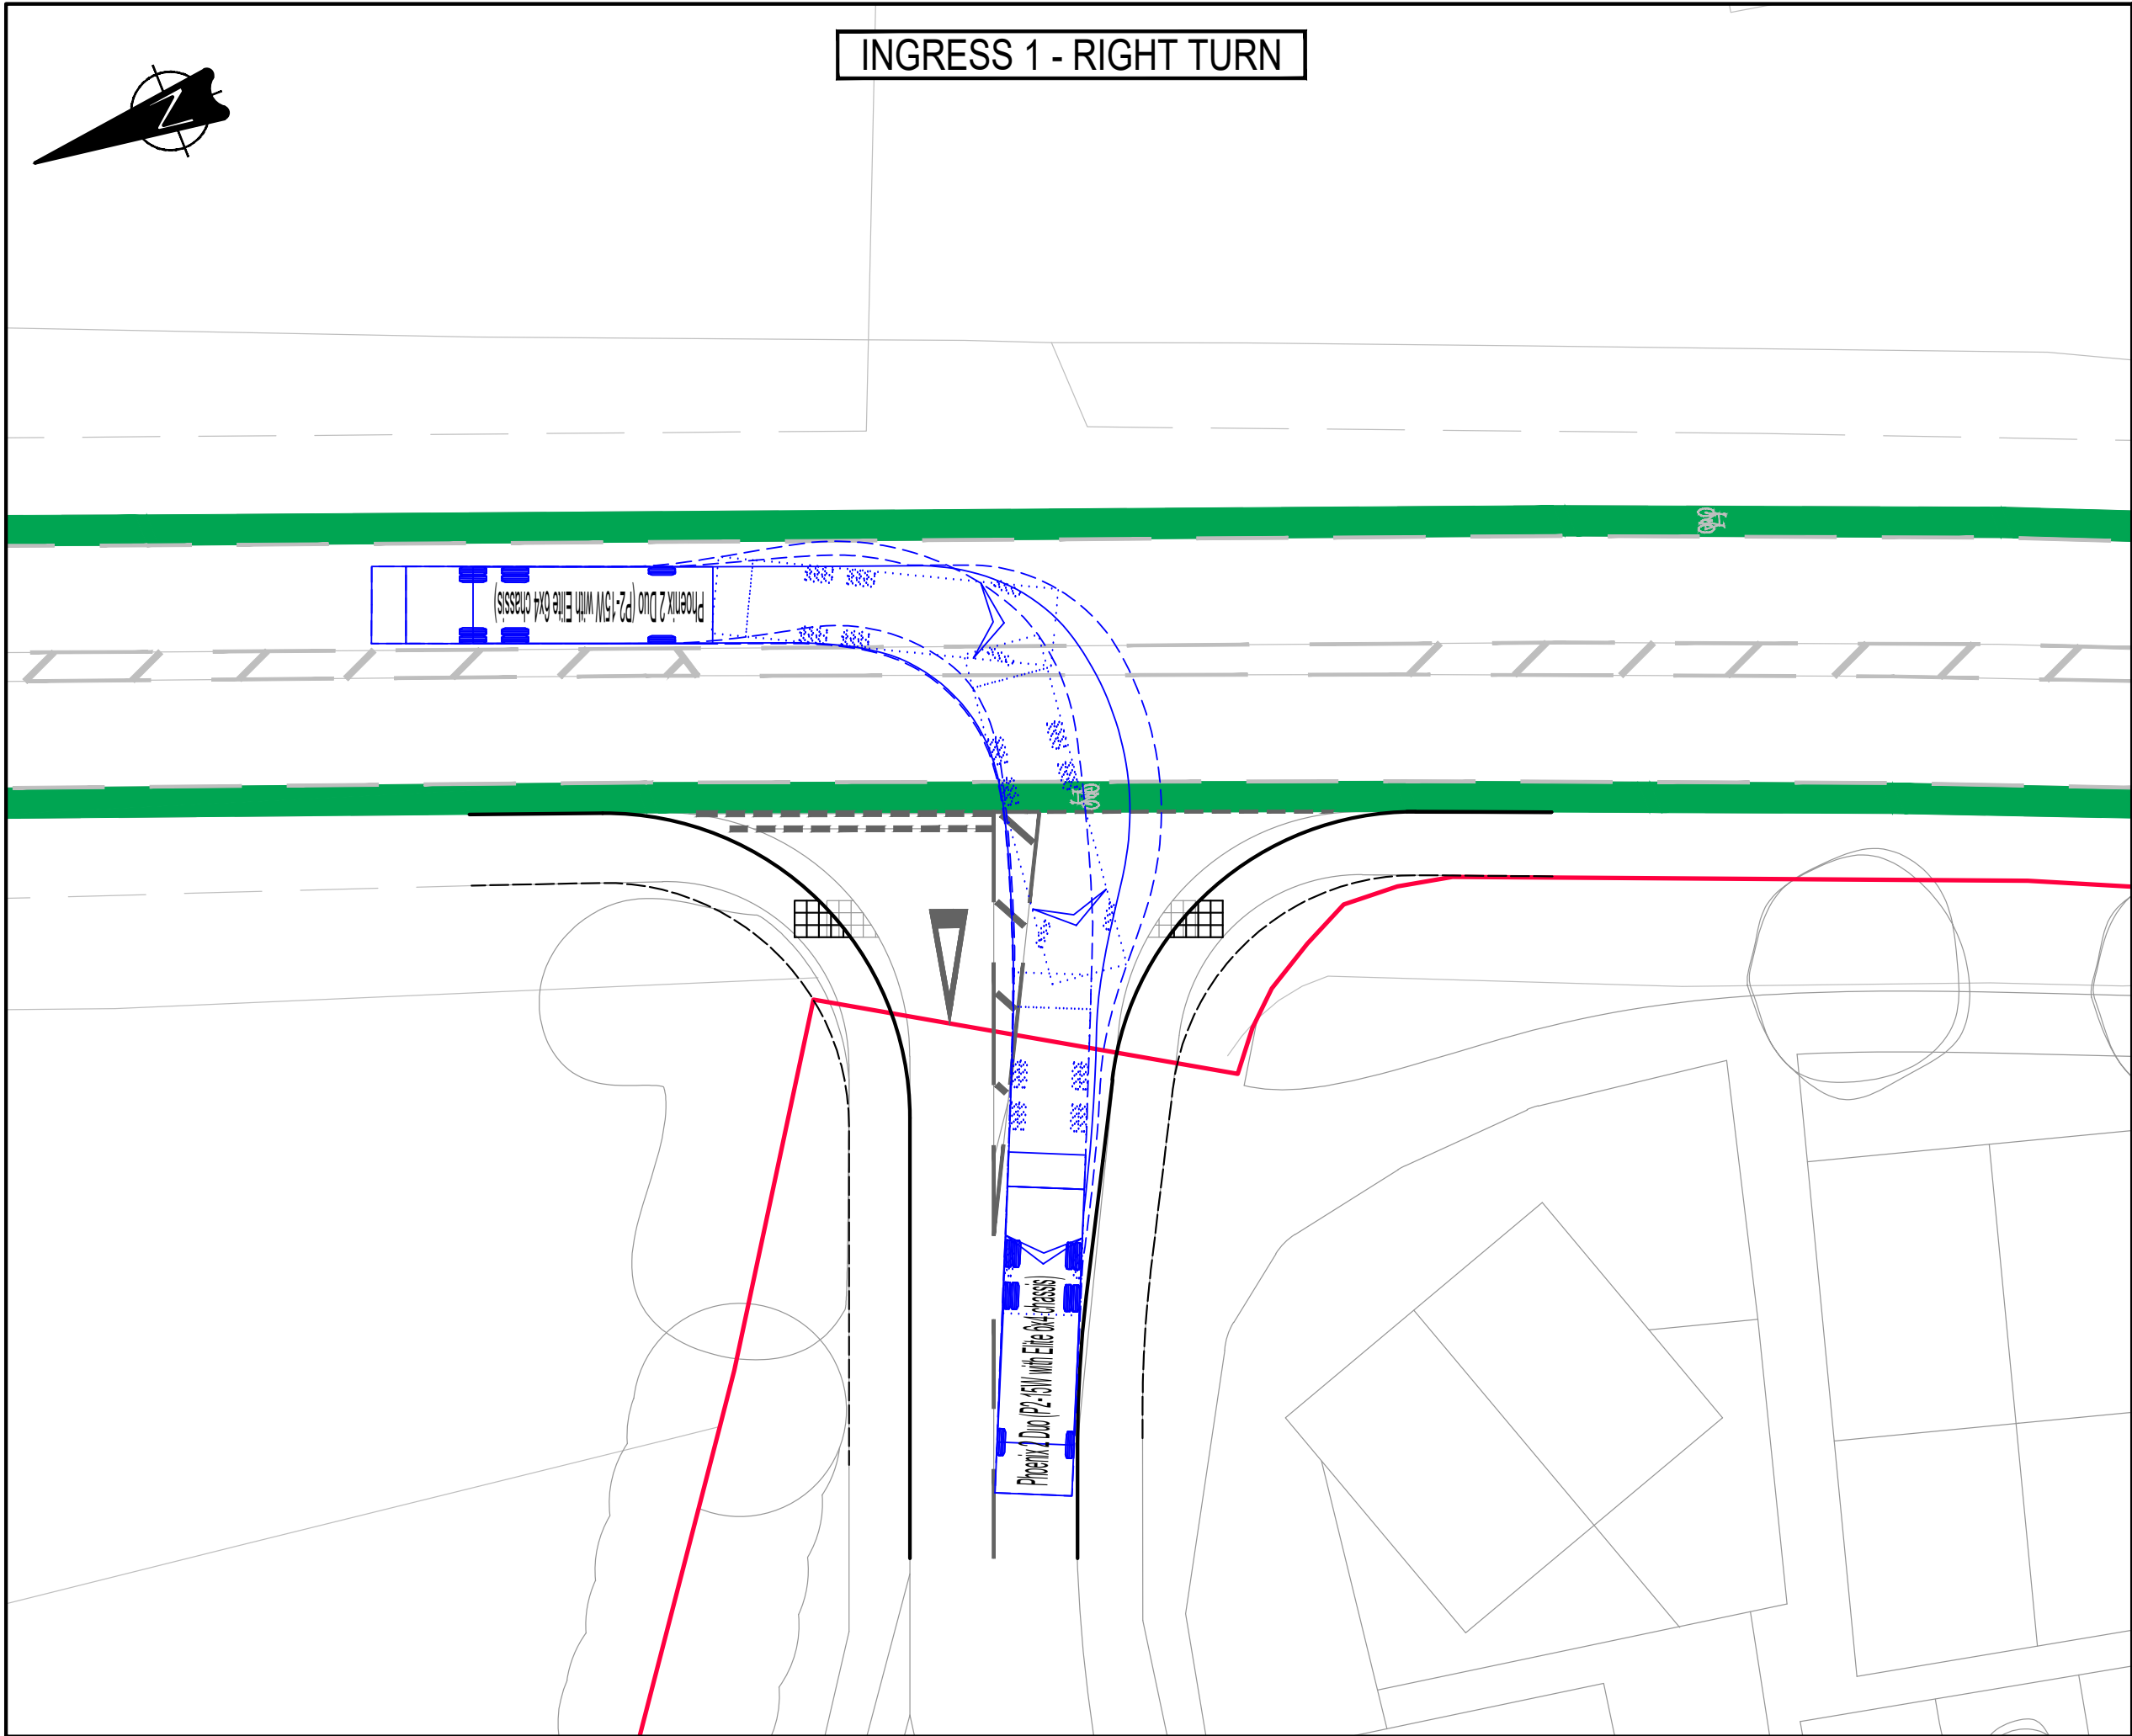 INGRESS 1 - RIGHT TURN
Phoenix 2 Duo (P2-15W with Elite 6x4 chassis)
Phoenix 2 Duo (P2-15W with Elite 6x4 chassis)